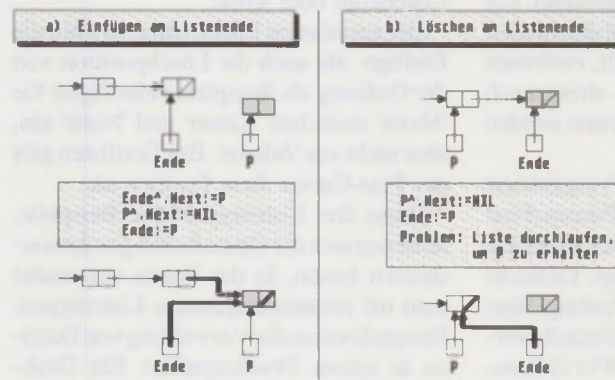 a) Einfügen am Listenende
Ende P
Ende^.Next:=P
P^.Next:=NIL
Ende:=P
Ende P
b) Löschen am Listenende
P Ende
P^.Next:=NIL
Ende:=P
Problem: Liste durchlaufen,
um P zu erhalten
P Ende